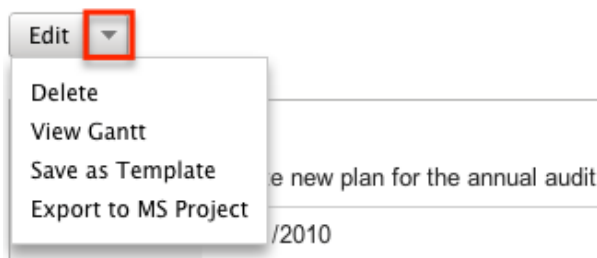 Edit
Delete
View Gantt
Save as Template
new plan for the annual audit
Export to MS Project
/2010